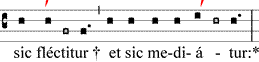 sic fléctitur † et sic me-di- á - tur:*